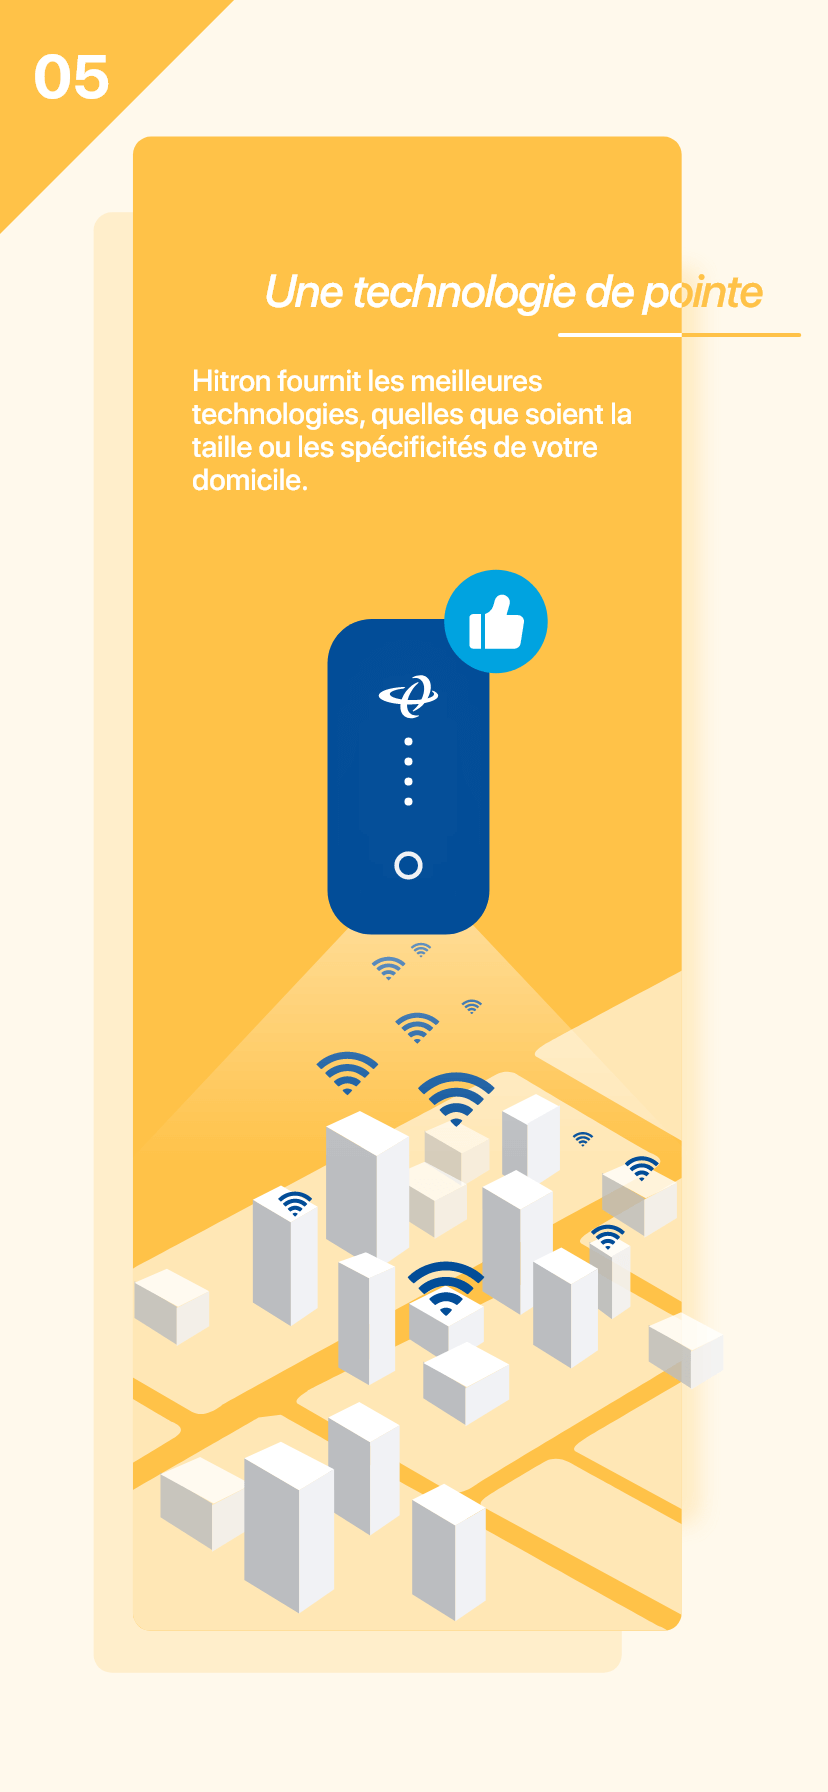 05
Une technologie de pointe
Hitron fournit les meilleures
technologies, quelles que soient la
taille ou les spécificités de votre
domicile.